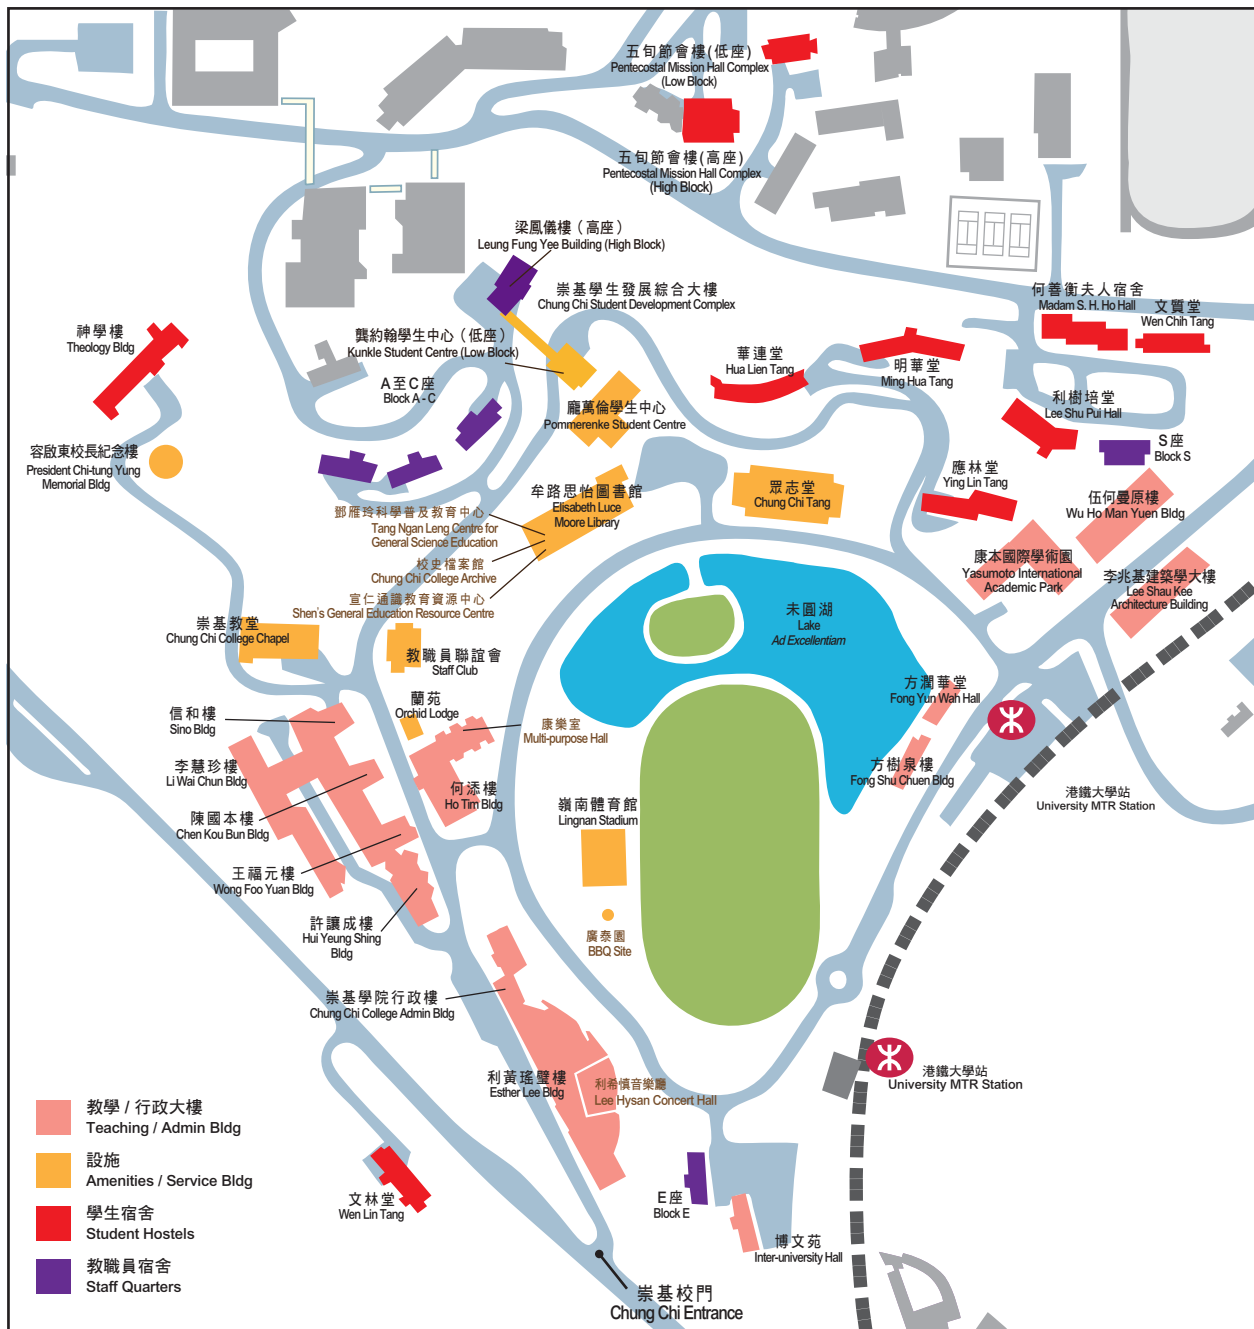 五旬節會樓(低座)
Pentecostal Mission Hall Complex
(Low Block)
五旬節會樓(高座)
Pentecostal Mission Hall Complex
(High Block)
梁鳳儀樓（高座）
Leung Fung Yee Building (High Block)
崇基學生發展綜合大樓
Chung Chi Student Development Complex
何善衡夫人宿舍
Madam S. H. Ho Hall
文質堂
Wen Chih Tang
神學樓
Theology Bldg
龔約翰學生中心（低座）
Kunkle Student Centre (Low Block)
華連堂
Hua Lien Tang
明華堂
Ming Hua Tang
A至C座
Block A - C
利樹培堂
Lee Shu Pui Hall
龐萬倫學生中心
Pommerenke Student Centre
S座
Block S
容啟東校長紀念樓
President Chi-tung Yung
Memorial Bldg
應林堂
Ying Lin Tang
眾志堂
Chung Chi Tang
牟路思怡圖書館
Elisabeth Luce
Moore Library
伍何曼原樓
Wu Ho Man Yuen Bldg
鄧雁玲科學普及教育中心
Tang Ngan Leng Centre for
General Science Education
校史檔案館
Chung Chi College Archive
宣仁通識教育資源中心
Shen's General Education Resource Centre
康本國際學術園
Yasumoto International
Academic Park
李兆基建築學大樓
Lee Shau Kee
Architecture Building
未圓湖
Lake
Ad Excellentiam
崇基教堂
Chung Chi College Chapel
教職員聯誼會
Staff Club
蘭苑
Orchid Lodge
方潤華堂
Fong Yun Wah Hall
信和樓
Sino Bldg
康樂室
Multi-purpose Hall
李慧珍樓
Li Wai Chun Bldg
方樹泉樓
Fong Shu Chuen Bldg
何添樓
Ho Tim Bldg
港鐵大學站
University MTR Station
嶺南體育館
Lingnan Stadium
陳國本樓
Chen Kou Bun Bldg
王福元樓
Wong Foo Yuan Bldg
許讓成樓
Hui Yeung Shing
Bldg
廣泰園
BBQ Site
崇基學院行政樓
Chung Chi College Admin Bldg
利黃瑤璧樓
Esther Lee Bldg
利希慎音樂廳
Lee Hysan Concert Hall
港鐵大學站
University MTR Station
教學 / 行政大樓
Teaching / Admin Bldg
設施
Amenities / Service Bldg
學生宿舍
Student Hostels
教職員宿舍
Staff Quarters
文林堂
Wen Lin Tang
E座
Block E
博文苑
Inter-university Hall
崇基校門
Chung Chi Entrance